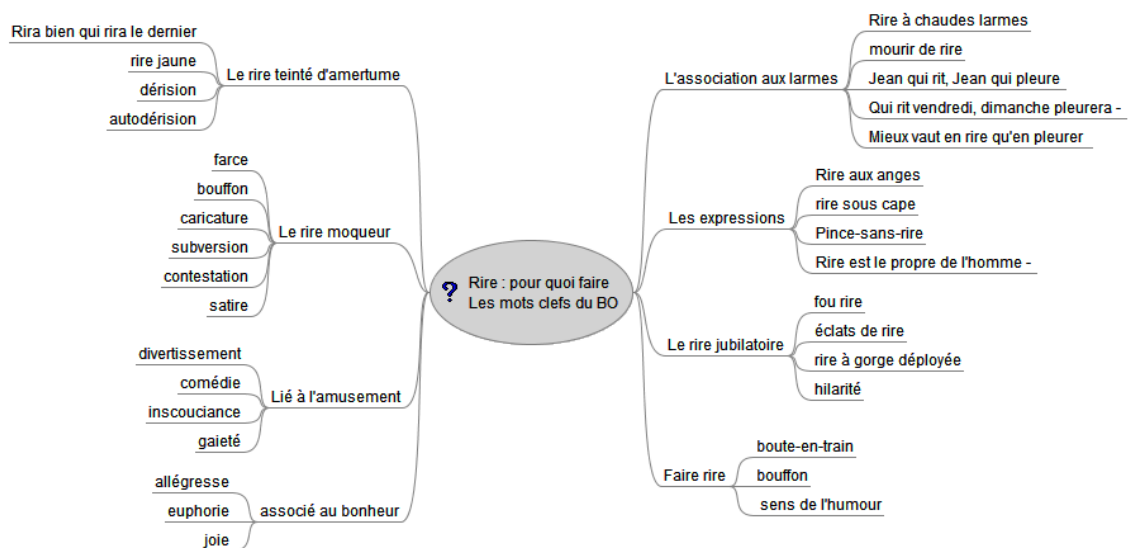 Rire : pour quoi faire
Les mots clefs du BO
Le rire teinté d'amertume
Rira bien qui rira le dernier
rire jaune
dérision
autodérision
Le rire moqueur
farce
bouffon
caricature
subversion
contestation
satire
Lié à l'amusement
divertissement
comédie
inscouciance
gaieté
associé au bonheur
allégresse
euphorie
joie
L'association aux larmes
Rire à chaudes larmes
mourir de rire
Jean qui rit, Jean qui pleure
Qui rit vendredi, dimanche pleurera -
Mieux vaut en rire qu'en pleurer
Les expressions
Rire aux anges
rire sous cape
Pince-sans-rire
Rire est le propre de l'homme -
Le rire jubilatoire
fou rire
éclats de rire
rire à gorge déployée
hilarité
Faire rire
boute-en-train
bouffon
sens de l'humour